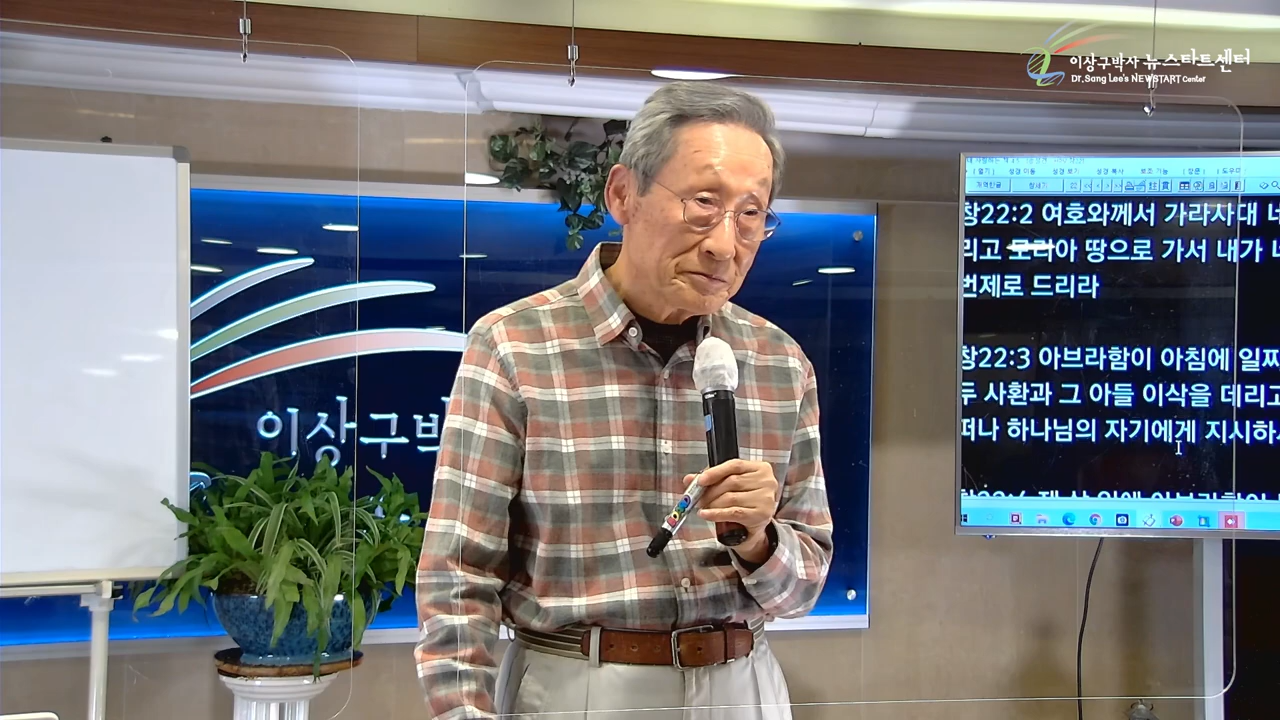 이상구박사 뉴스타트센터
Dr. Sang Lee's NEWSTART Center
이상구박
창22:2 여호와께서 가라사대 네
리고 모리아 땅으로 가서 내가 네
번제로 드리라
창22:3 아브라함이 아침에 일찌
두 사환과 그 아들 이삭을 데리고
떠나 하나님의 자기에게 지시하시